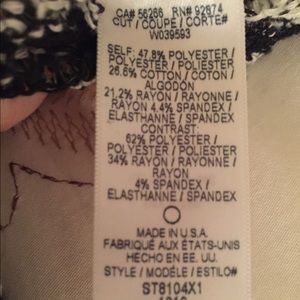 CA# 56266 RN# 92874
CUT / COUPE / CORTE#
W039593
SELF: 47.8% POLYESTER /
POLYESTER / POLIESTER
26.6% COTTON / COTON /
ALGODON
21.2% RAYON / RAYONNE /
RAYON 4.4% SPANDEX /
ELASTHANNE / SPANDEX
CONTRAST:
62% POLYESTER /
POLYESTER / POLIESTER
34% RAYON / RAYONNE /
RAYON
4% SPANDEX /
ELASTHANNE / SPANDEX
MADE IN U.S.A.
FABRIQUÉ AUX ÉTATS-UNIS
HECHO EN EE. UU.
STYLE / MODÈLE / ESTILO#
ST8104X1